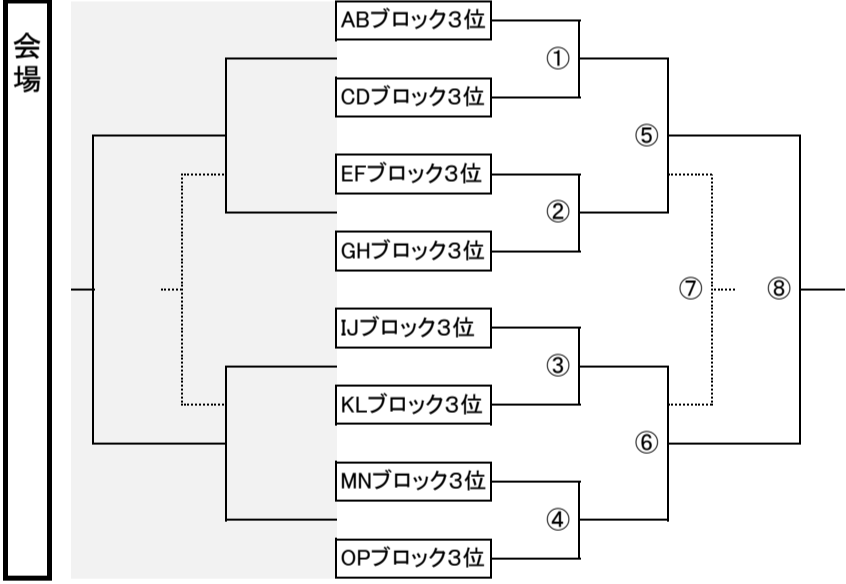 会場
ABブロック3位
①
CDブロック3位
⑤
EFブロック3位
②
GHブロック3位
⑦
⑧
IJブロック3位
③
KLブロック3位
⑥
MNブロック3位
④
OPブロック3位